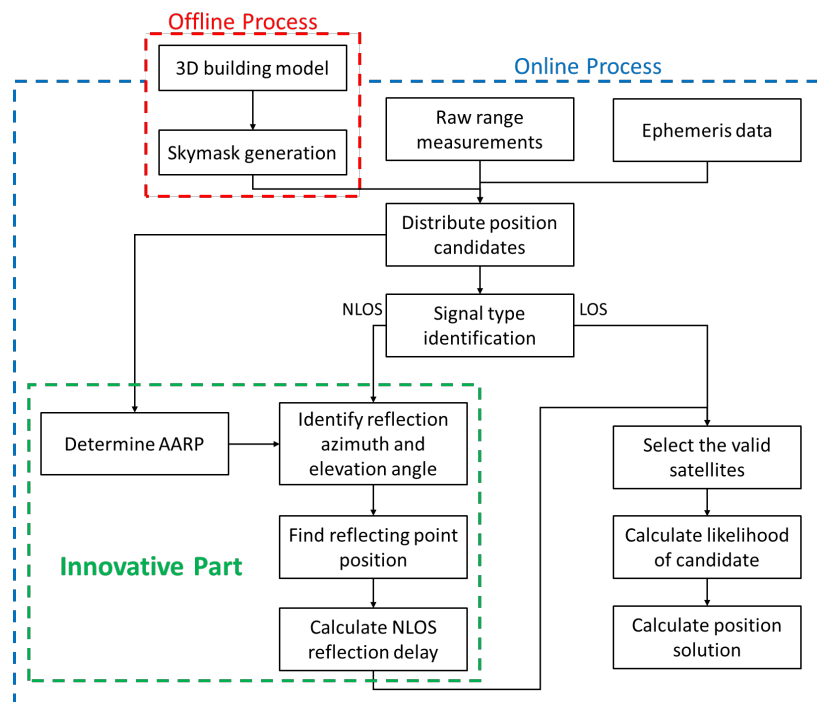 Offline Process
Online Process
3D building model
Skymask generation
Raw range
measurements
Ephemeris data
Distribute position
candidates
NLOS
Signal type
identification
LOS
Determine AARP
Identify reflection
azimuth and
elevation angle
Select the valid
satellites
Innovative Part
Find reflecting point
position
Calculate likelihood
of candidate
Calculate NLOS
reflection delay
Calculate position
solution